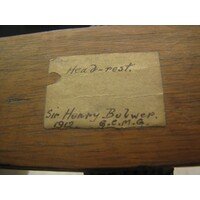 Head-rest.
Sir Henry Bulwer.
1912. G.C.M.G.